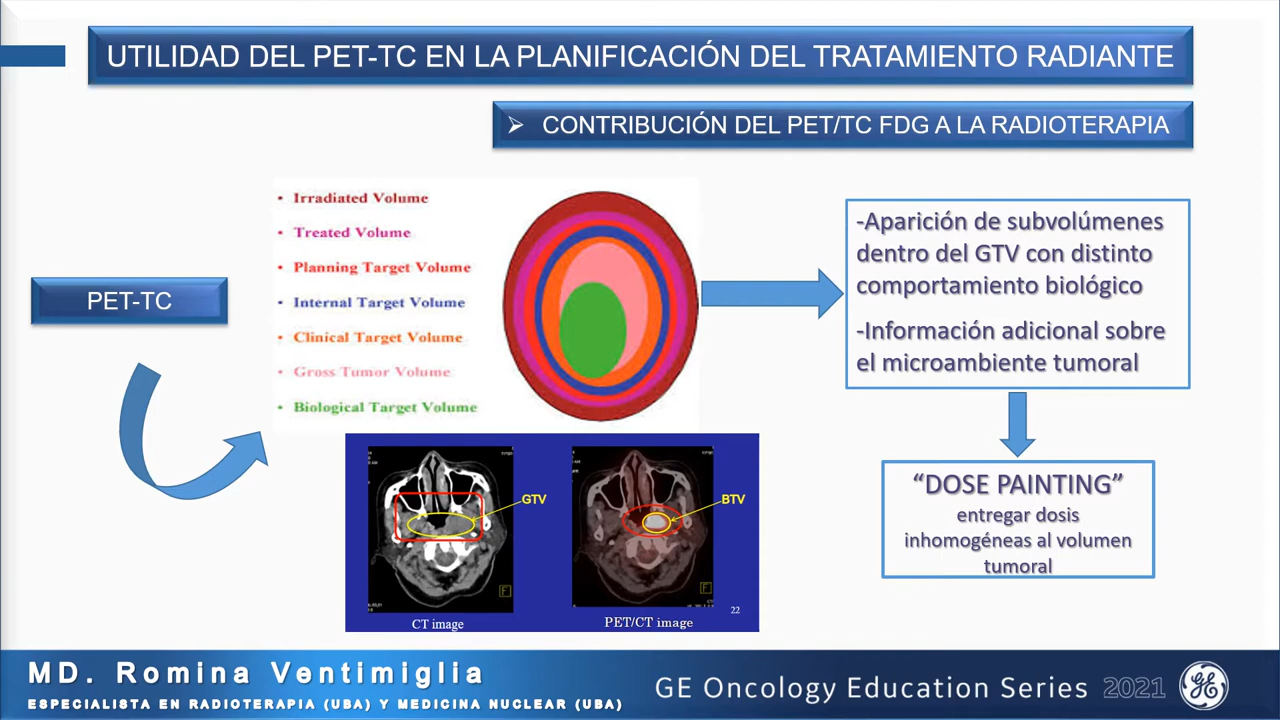 UTILIDAD DEL PET-TC EN LA PLANIFICACIÓN DEL TRATAMIENTO RADIANTE
➢ CONTRIBUCIÓN DEL PET/TC FDG A LA RADIOTERAPIA
PET-TC
• Irradiated Volume
• Treated Volume
• Planning Target Volume
• Internal Target Volume
• Clinical Target Volume
• Gross Tumor Volume
• Biological Target Volume
-Aparición de subvolúmenes
dentro del GTV con distinto
comportamiento biológico
-Información adicional sobre
el microambiente tumoral
“DOSE PAINTING”
entregar dosis
inhomogéneas al volumen
tumoral
GTV
BTV
F
F
22
CT image
PET/CT image
MD. Romina Ventimiglia
ESPECIALISTA EN RADIOTERAPIA (UBA) Y MEDICINA NUCLEAR (UBA)
GE Oncology Education Series 2021